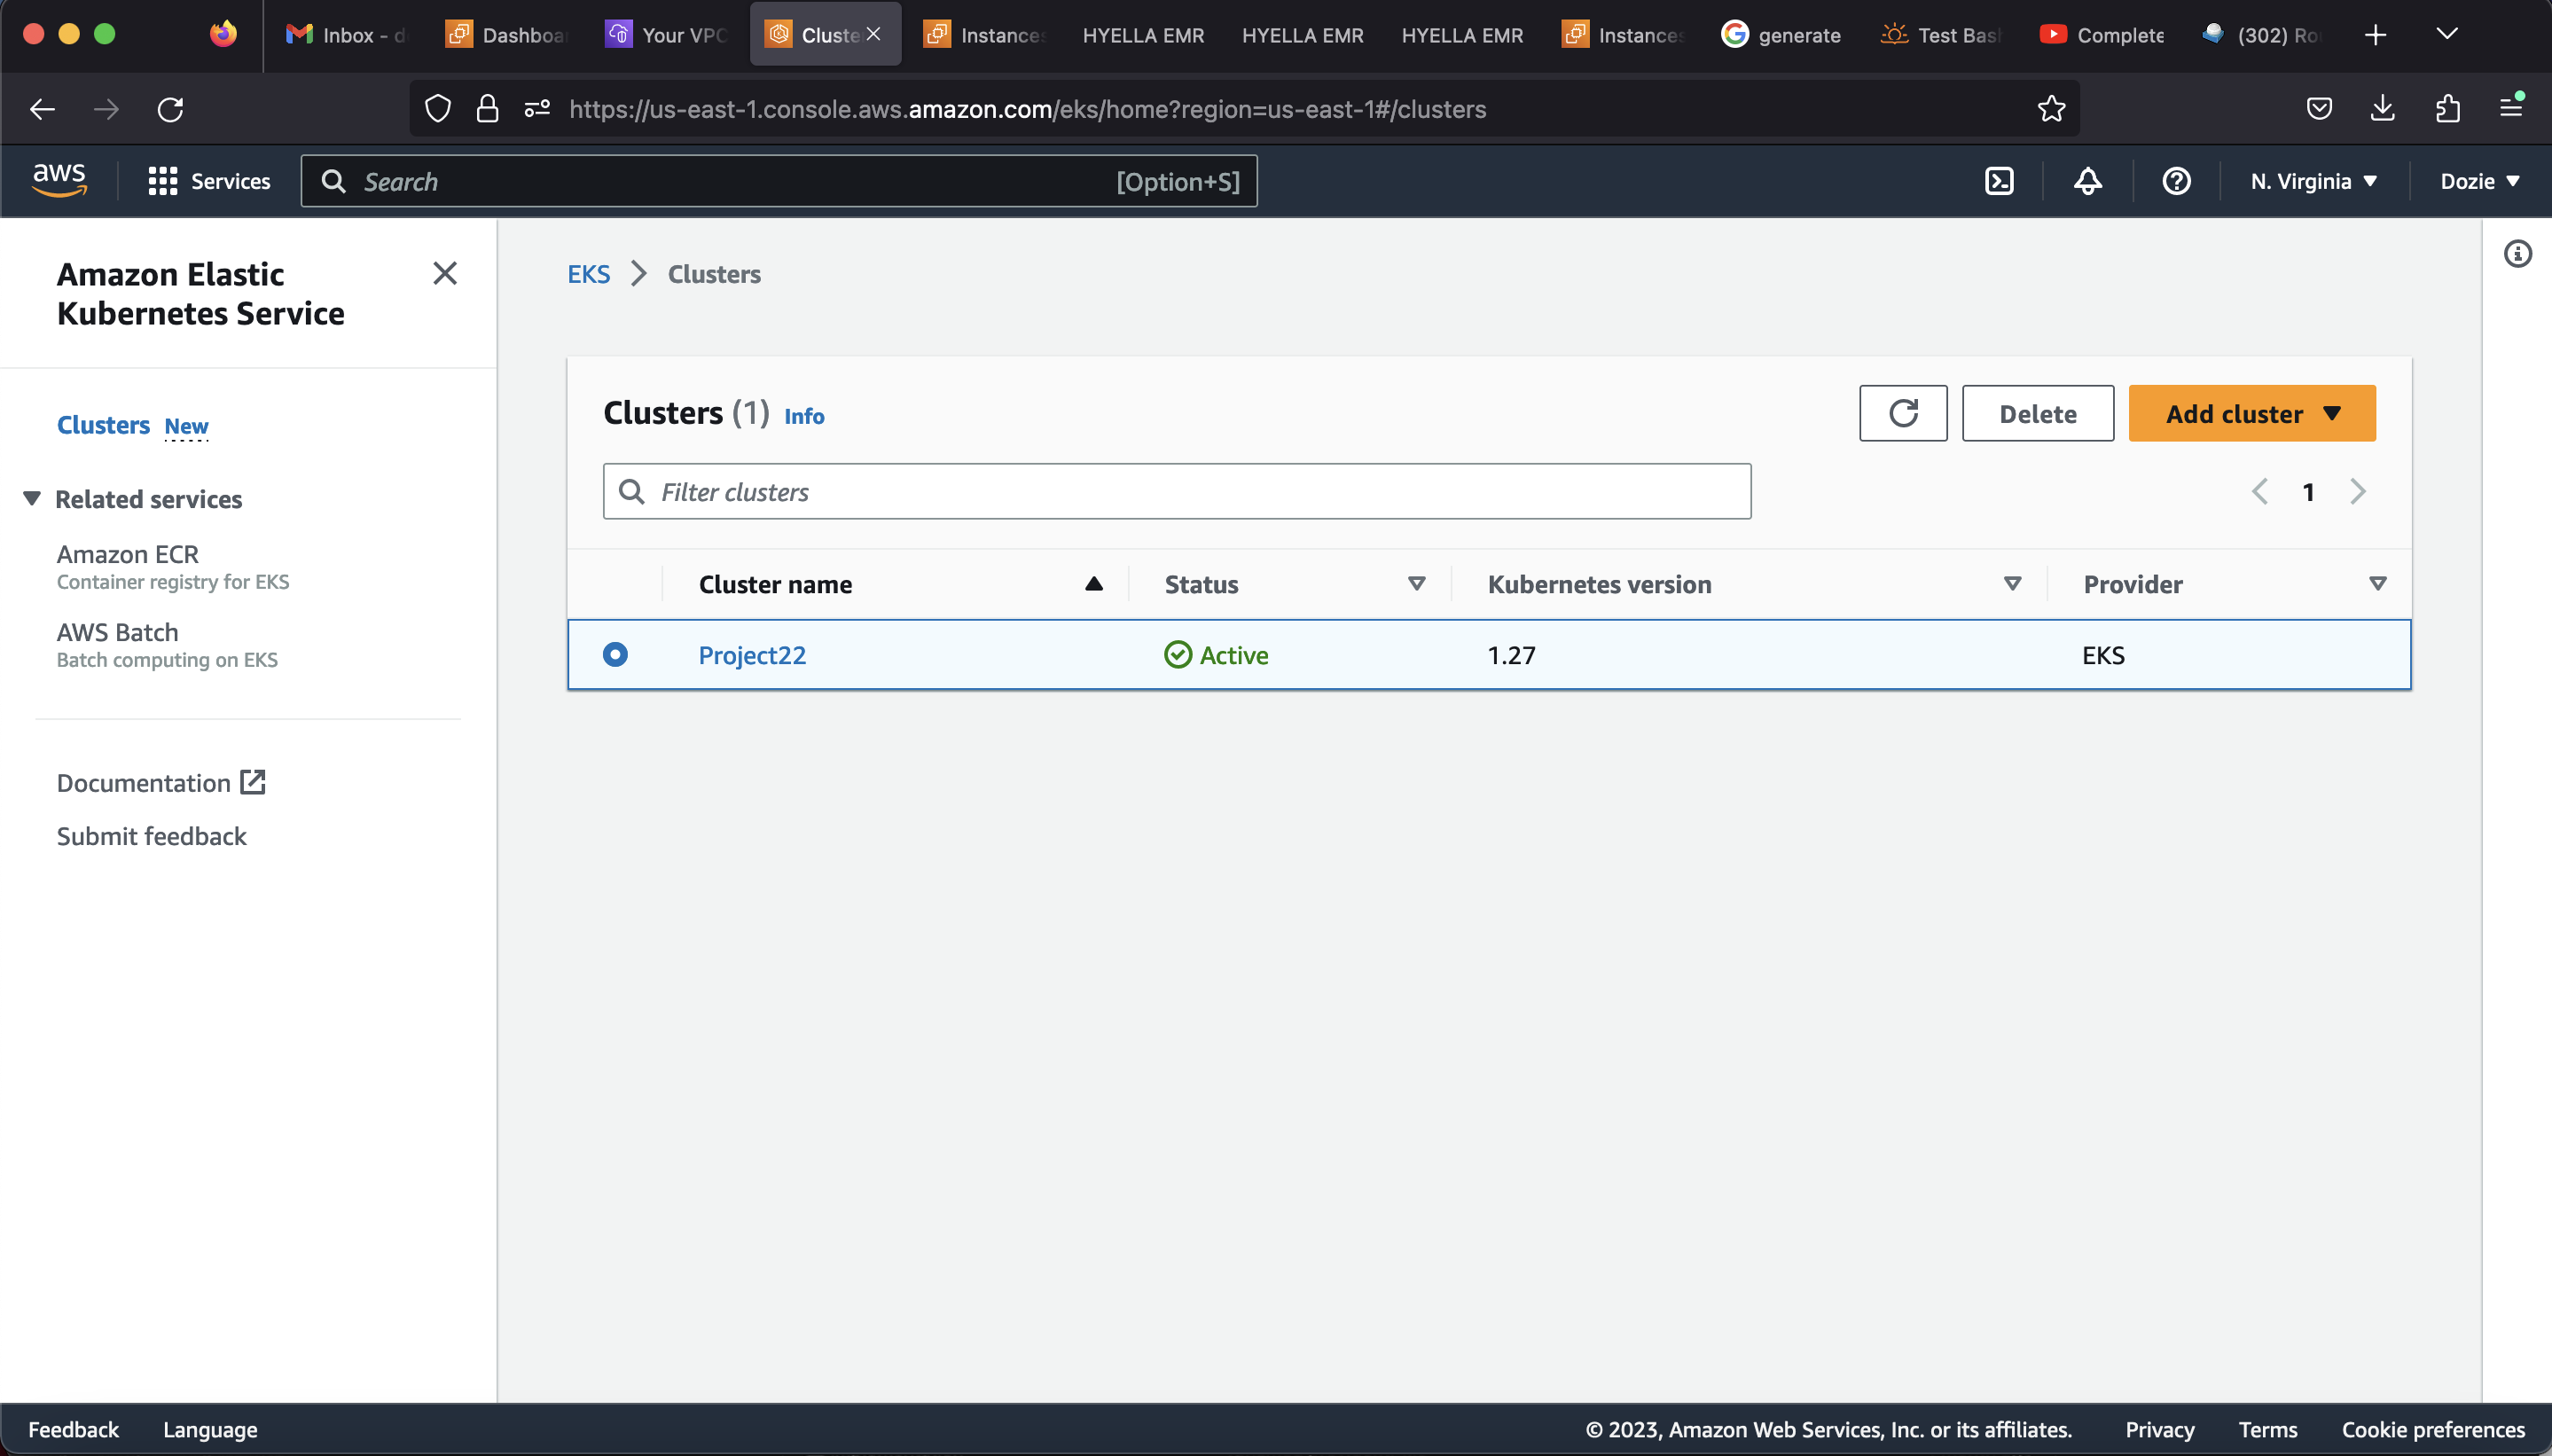 Inbox - d
Dashboa
Your VPC
Cluste
Instances
HYELLA EMR
HYELLA EMR
HYELLA EMR
Instances
generate
Test Bas
Complete
(302) Ro
https://us-east-1.console.aws.amazon.com/eks/home?region=us-east-1#/clusters
aws
Services
Search
[Option+S]
N. Virginia
Dozie
Amazon Elastic
Kubernetes Service
Clusters New
Related services
Amazon ECR
Container registry for EKS
AWS Batch
Batch computing on EKS
Documentation
Submit feedback
EKS
Clusters
Clusters (1) Info
Delete
Add cluster
Filter clusters
1
Cluster name
Status
Kubernetes version
Provider
Project22
Active
1.27
EKS
Feedback
Language
© 2023, Amazon Web Services, Inc. or its affiliates.
Privacy
Terms
Cookie preferences